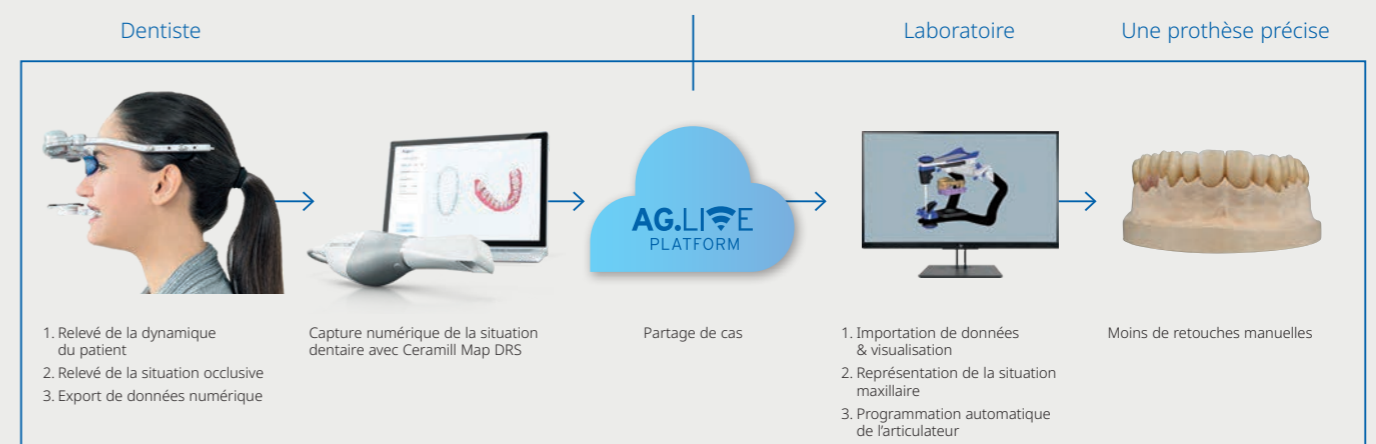 Dentiste
Laboratoire
Une prothèse précise
AG.LIVE
PLATFORM
1. Relevé de la dynamique
du patient
2. Relevé de la situation occlusive
3. Export de données numérique
Capture numérique de la situation
dentaire avec Ceramill Map DRS
Partage de cas
1. Importation de données
& visualisation
2. Représentation de la situation
maxillaire
3. Programmation automatique
de l’articulateur
Moins de retouches manuelles